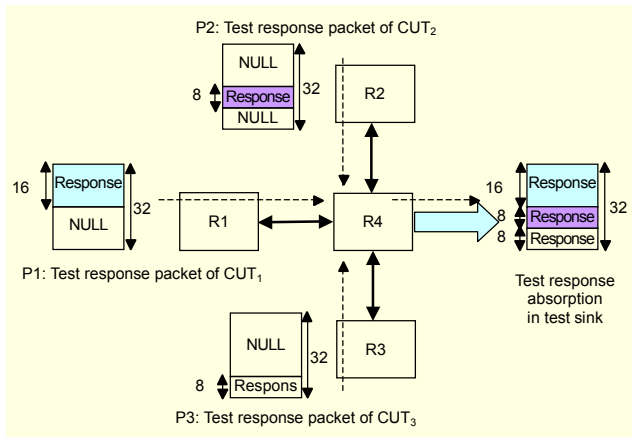 P2: Test response packet of CUT2
NULL
Response
NULL
8
32
R2
16
Response
NULL
32
R1
R4
16
8
8
Response
Response
Response
32
P1: Test response packet of CUT1
Test response
absorption
in test sink
NULL
Respons
8
32
R3
P3: Test response packet of CUT3